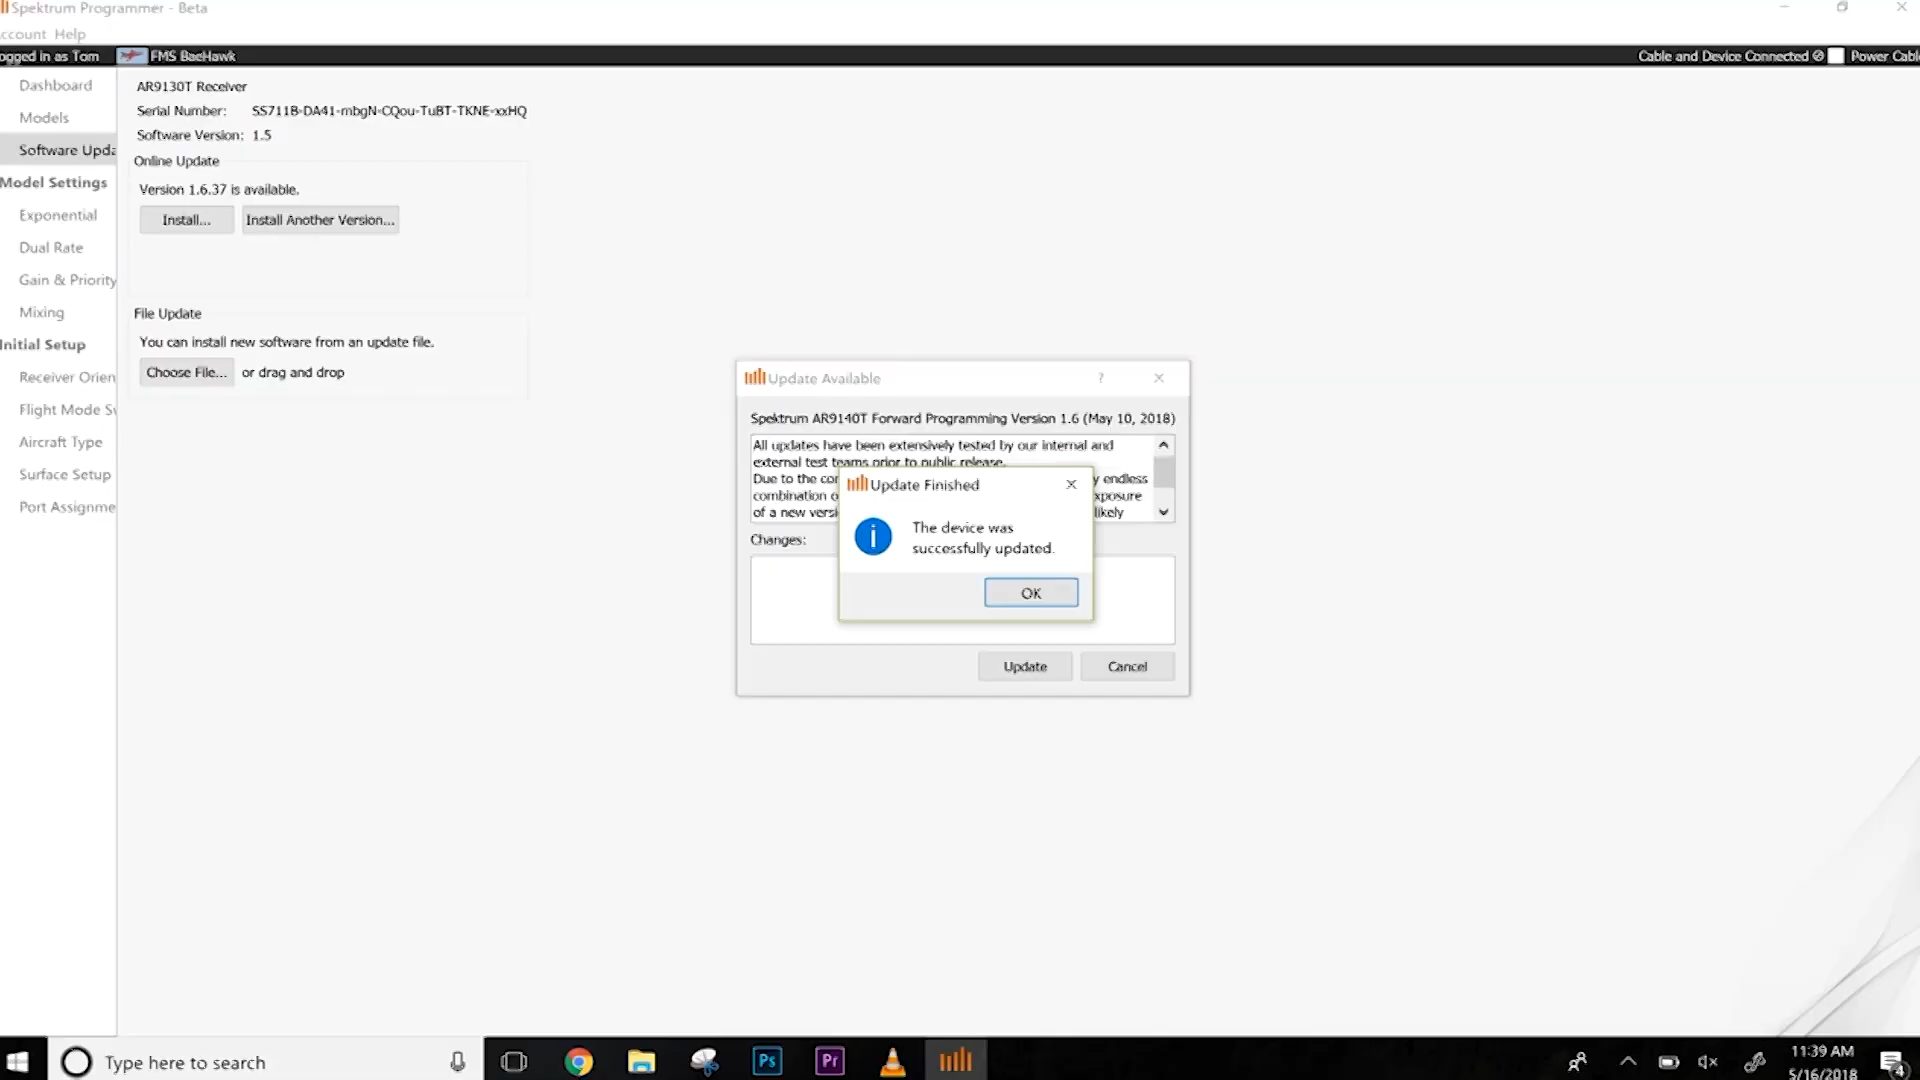 Spektrum Programmer - Beta
ccount Help
ogged in as Tom
FMS BaeHawk
Cable and Device Connected
Power Cable
Dashboard
Models
Software Upda
Model Settings
Exponential
Dual Rate
Gain & Priority
Mixing
Initial Setup
Receiver Orien
Flight Mode Sw
Aircraft Type
Surface Setup
Port Assignme
AR9130T Receiver
Serial Number: SS711B-DA41-mbgN-CQou-TuBT-TKNE-xxHQ
Software Version: 1.5
Online Update
Version 1.6.37 is available.
Install... Install Another Version...
File Update
You can install new software from an update file.
Choose File... or drag and drop
Update Available ?
Spektrum AR9140T Forward Programming Version 1.6 (May 10, 2018)
All updates have been extensively tested by our internal and
external test teams prior to public release.
Due to the cor y endless
combination o xposure
of a new versi likely
Changes:
Update Finished
The device was
successfully updated.
OK
Update Cancel
Type here to search
Ps
Pr
11:39 AM
5/16/2018
4